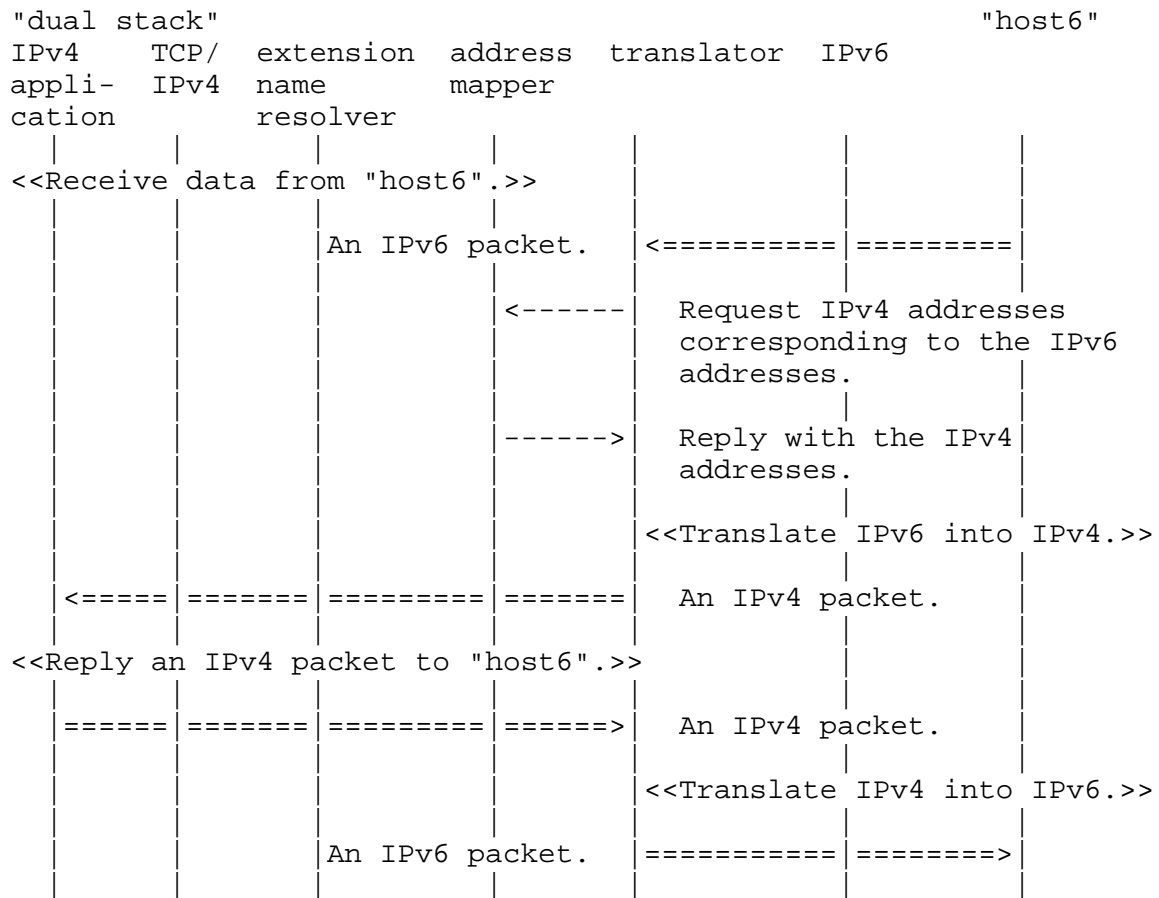 "dual stack" "host6"
IPv4 TCP/ extension address translator IPv6
appli- IPv4 name mapper
cation resolver
<<Receive data from "host6".>>
An IPv6 packet. <==========|=========
<------ Request IPv4 addresses
corresponding to the IPv6
addresses.
------> Reply with the IPv4
addresses.
<<Translate IPv6 into IPv4.>>
<=====|=======|=========|======= An IPv4 packet.
<<Reply an IPv4 packet to "host6".>>
======|=======|=========|======> An IPv4 packet.
<<Translate IPv4 into IPv6.>>
An IPv6 packet. ===========|========>